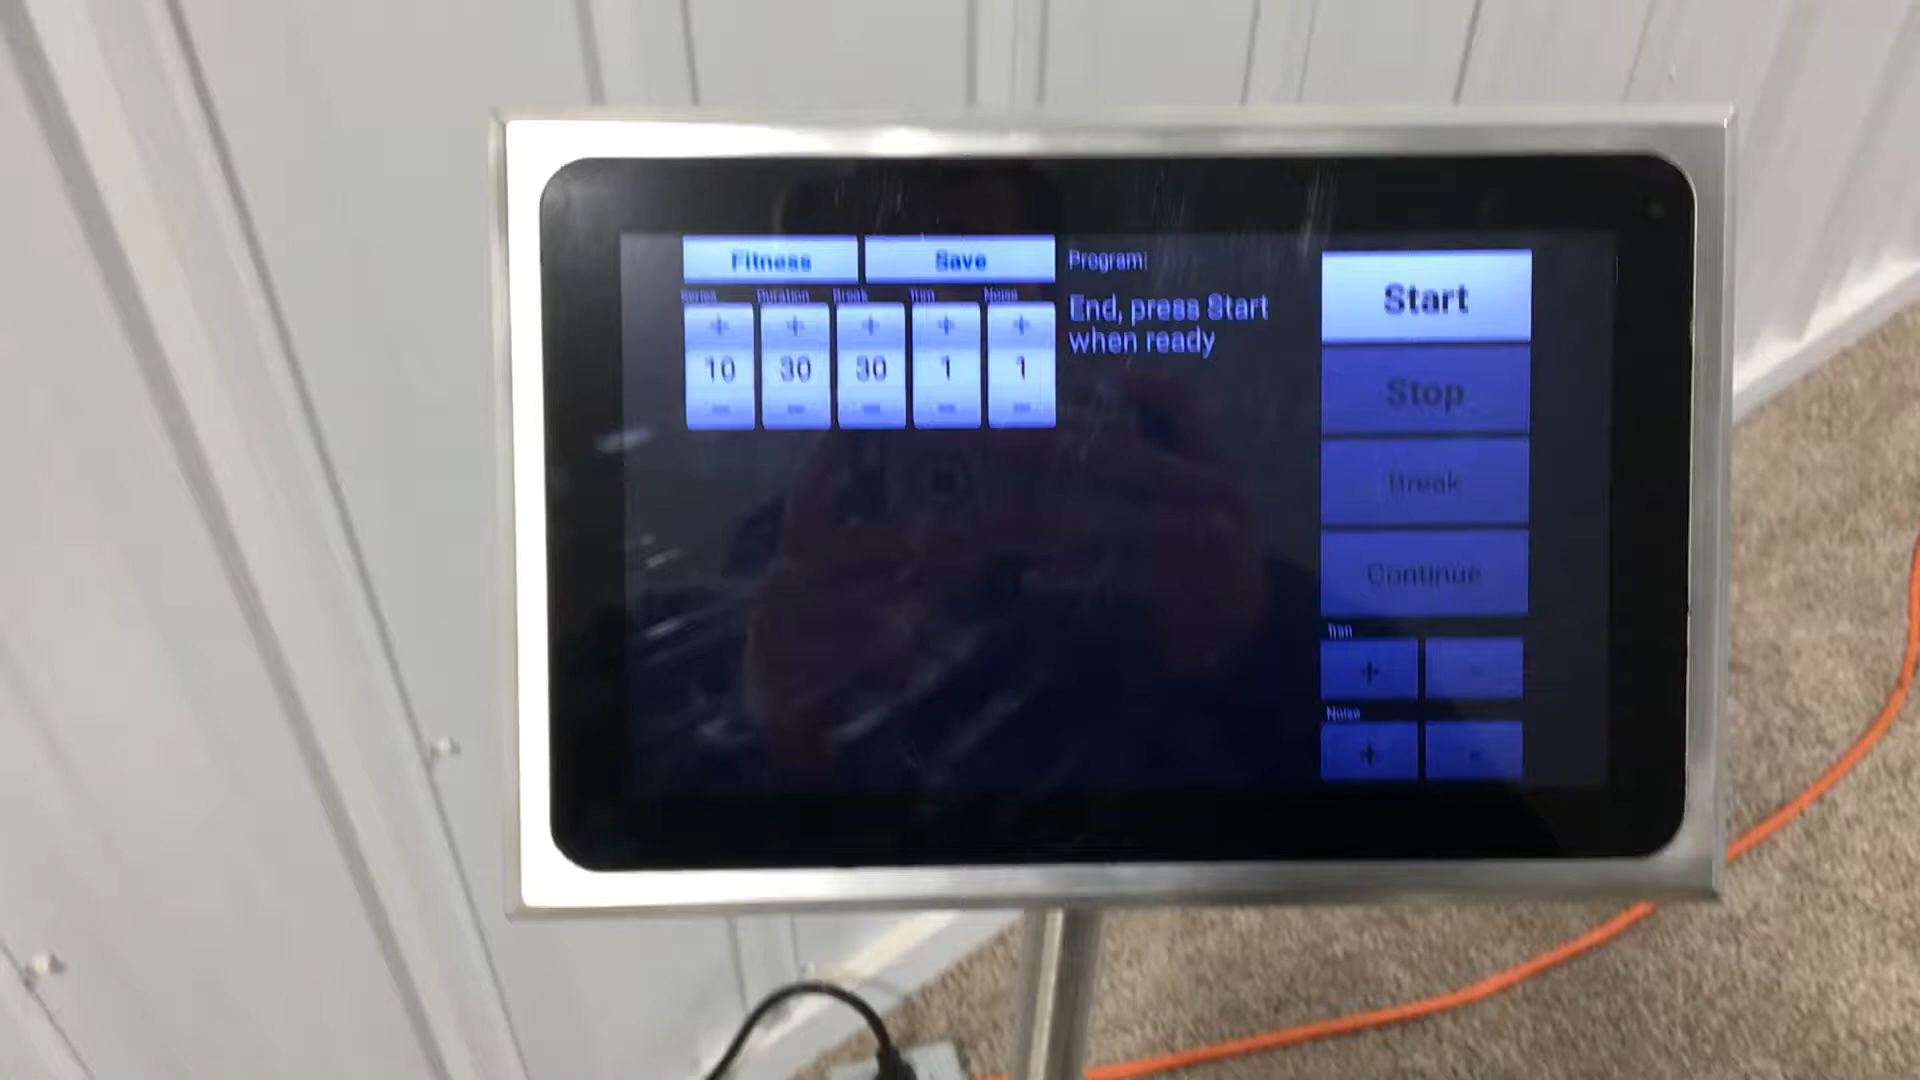 Fitness Save
Program:
Series Duration Break Trim Noise
+ + + + +
10 30 30 1 1
- - - - -
End, press Start
when ready
Start
Stop
Break
Continue
Trim
+ -
Noise
+ -